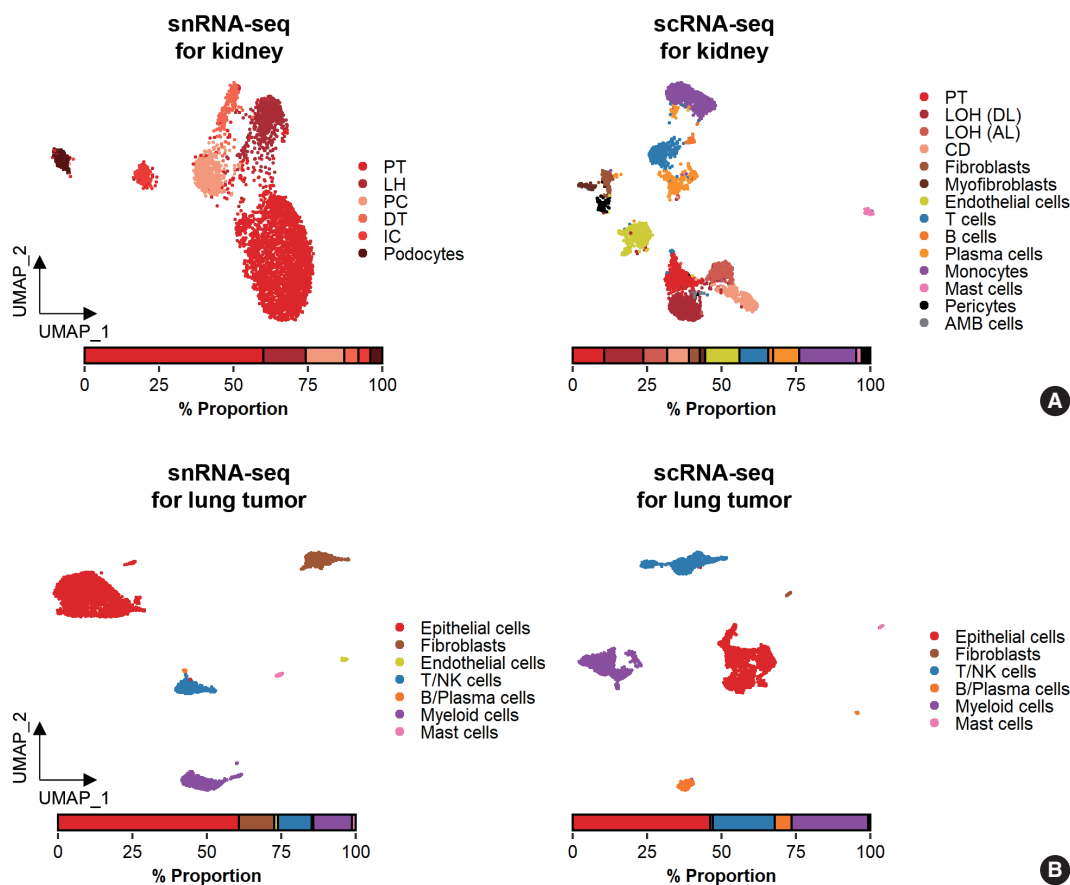 snRNA-seq
for kidney
UMAP_2
UMAP_1
PT
LH
PC
DT
IC
Podocytes
0 25 50 75 100
% Proportion
scRNA-seq
for kidney
PT
LOH (DL)
LOH (AL)
CD
Fibroblasts
Myofibroblasts
Endothelial cells
T cells
B cells
Plasma cells
Monocytes
Mast cells
Pericytes
AMB cells
0 25 50 75 100
% Proportion
A
snRNA-seq
for lung tumor
UMAP_2
UMAP_1
Epithelial cells
Fibroblasts
Endothelial cells
T/NK cells
B/Plasma cells
Myeloid cells
Mast cells
0 25 50 75 100
% Proportion
scRNA-seq
for lung tumor
Epithelial cells
Fibroblasts
T/NK cells
B/Plasma cells
Myeloid cells
Mast cells
0 25 50 75 100
% Proportion
B